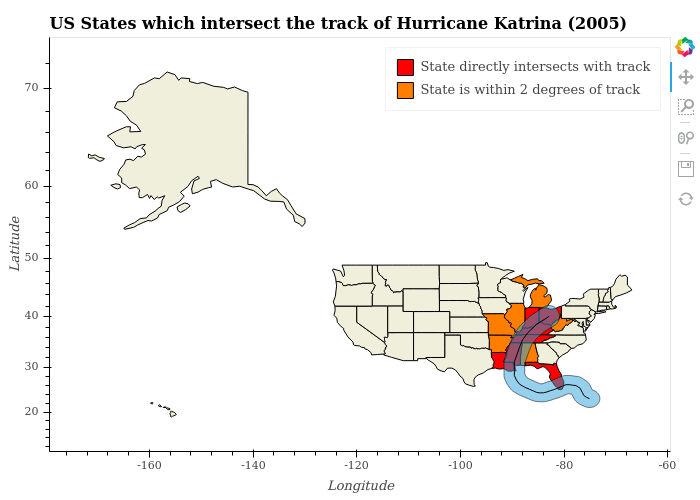 US States which intersect the track of Hurricane Katrina (2005)
State directly intersects with track
State is within 2 degrees of track
Latitude
70
60
50
40
30
20
-160
-140
-120
-100
-80
-60
Longitude